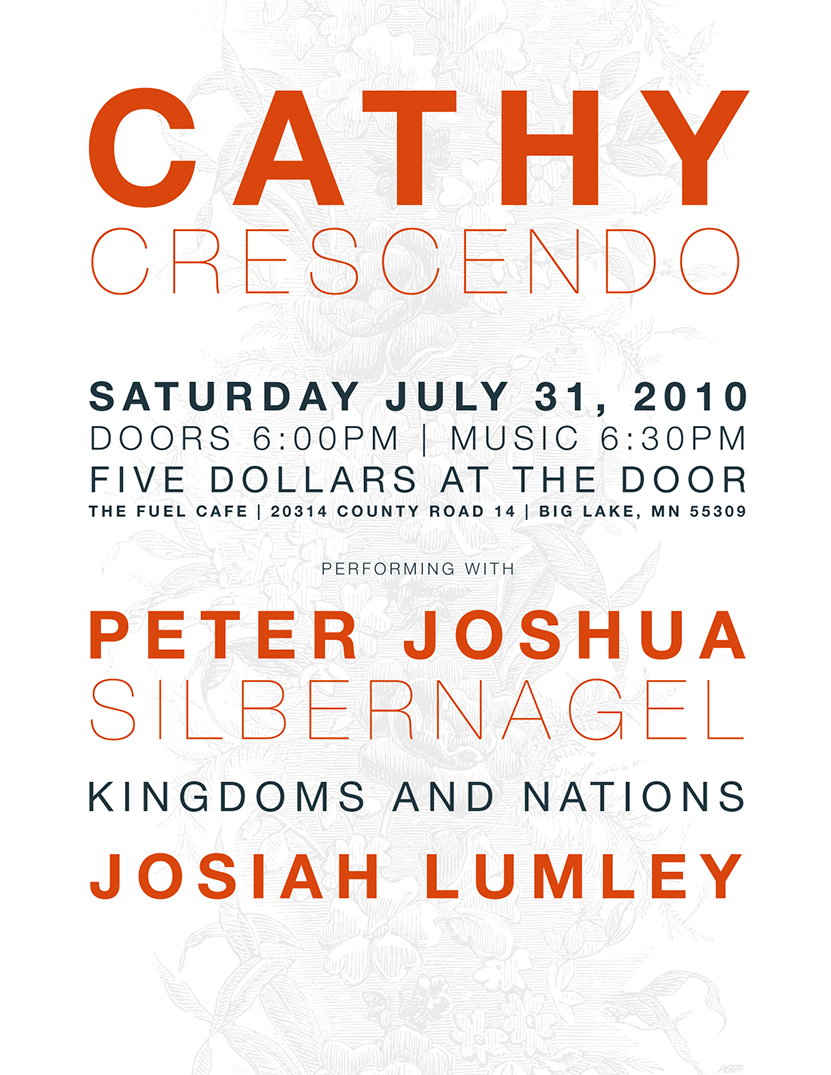 CATHY
CRESCENDO
SATURDAY JULY 31, 2010
DOORS 6:00PM | MUSIC 6:30PM
FIVE DOLLARS AT THE DOOR
THE FUEL CAFE | 20314 COUNTY ROAD 14 | BIG LAKE, MN 55309
PERFORMING WITH
PETER JOSHUA
SILBERNAGEL
KINGDOMS AND NATIONS
JOSIAH LUMLEY